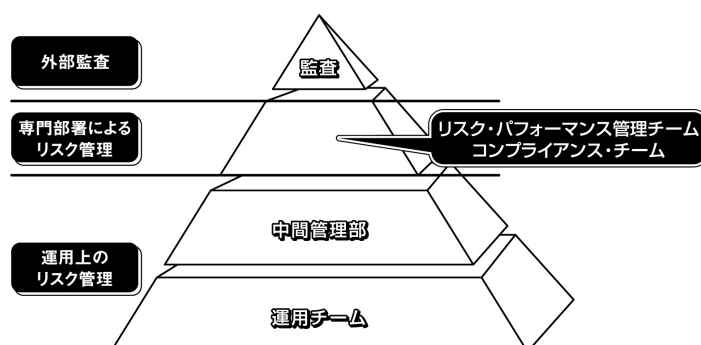 外部監査
監査
専門部署による
リスク管理
リスク・パフォーマンス管理チーム
コンプライアンス・チーム
中間管理部
運用上の
リスク管理
運用チーム